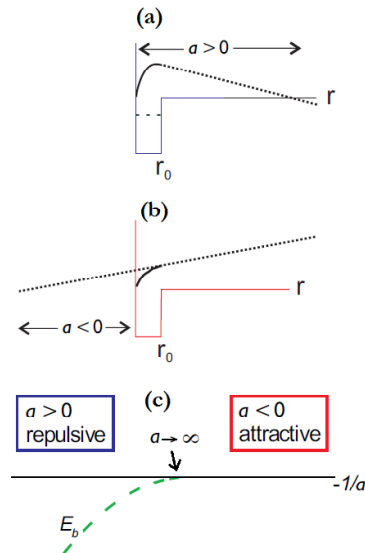 (a)
a > 0
r
r0
(b)
a < 0
r
r0
(c)
a > 0
repulsive
a → ∞
a < 0
attractive
-1/a
Eb